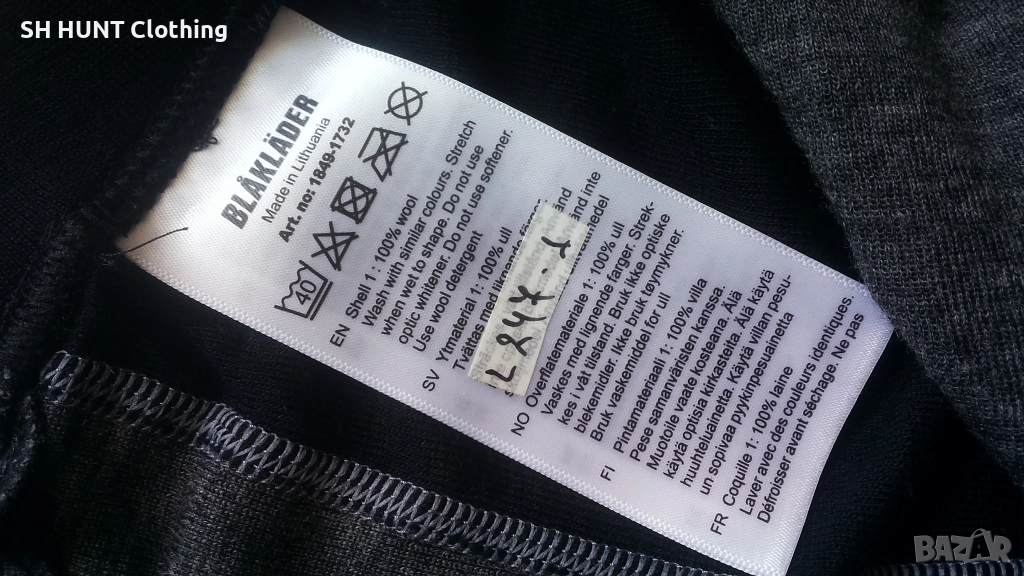 SH HUNT Clothing
BLÅKLÄDER
Made in Lithuania
Art. no: 1849-1732
40
EN Shell 1: 100% wool
Wash with similar colours. Stretch
when wet to shape. Do not use
optic whitener. Do not use softener.
Use wool detergent
SV Yttermaterial 1: 100% ull
Tvättas med
L 247-1
NO Overflatemateriale 1: 100% ull
Vaskes med lignende farger. Strek-
kes i våt tilstand. Bruk ikke optiske
blekemidler. Ikke bruk tøymykner.
Bruk vaskemiddel for ull
FI Pintamateriaali 1: 100% villa
Pese samanväristen kanssa.
Muotoile vaate kosteana. Älä
käytä optisia kirkasteita. Älä käytä
huuhteluainetta. Käytä villan pesu-
un sopivaa pyykinpesuainetta
FR Coquille 1: 100% laine
Laver avec des couleurs identiques.
Défroisser avant séchage. Ne pas
BAZAR